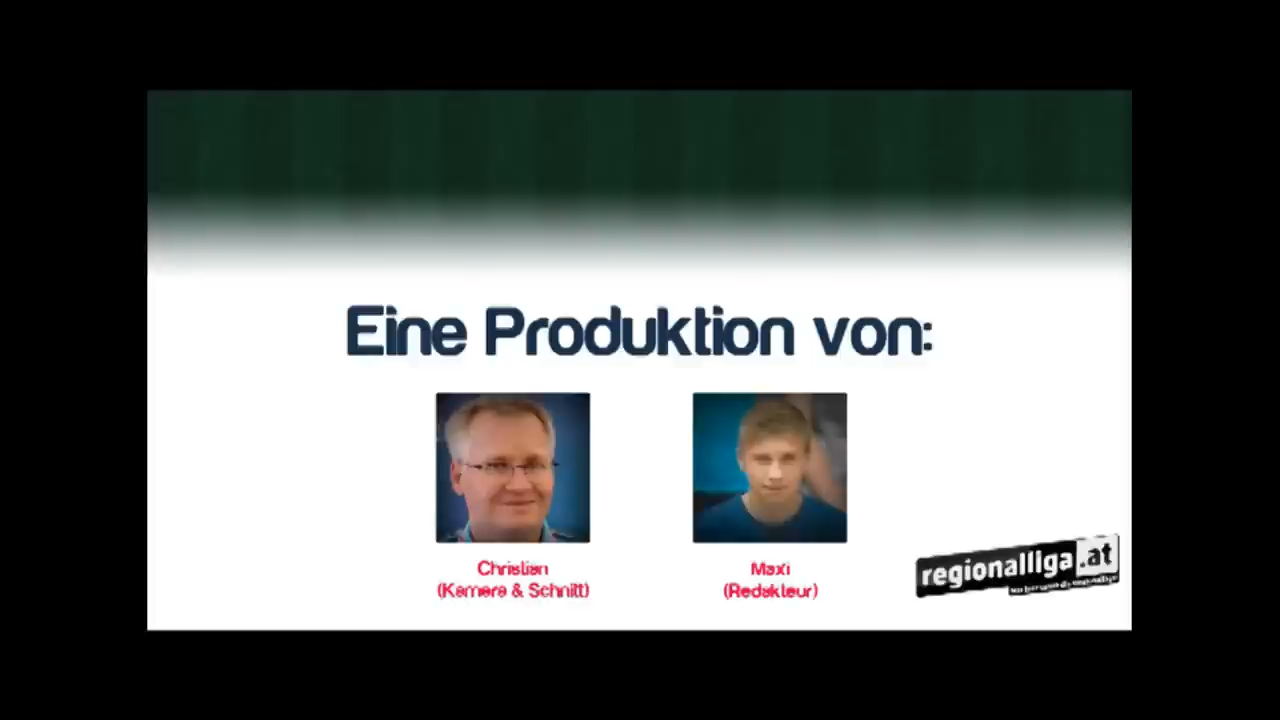 Eine Produktion von:
Christian
(Kamera & Schnitt)
Maxi
(Redakteur)
regionalliga.at